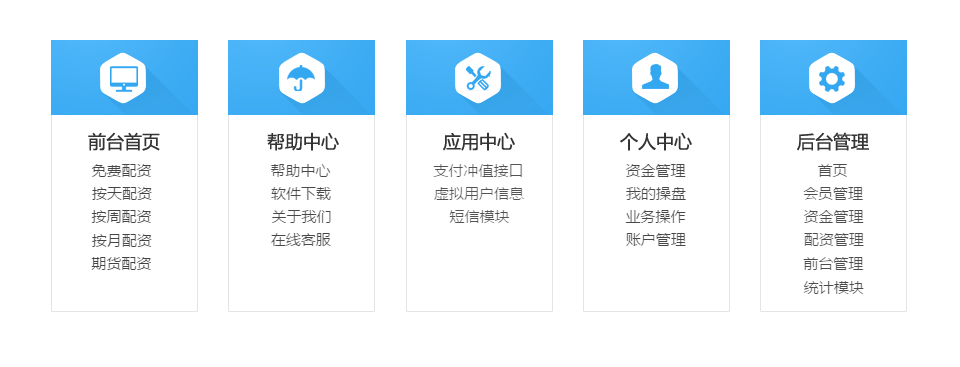 前台首页
免费配资
按天配资
按周配资
按月配资
期货配资
帮助中心
帮助中心
软件下载
关于我们
在线客服
应用中心
支付冲值接口
虚拟用户信息
短信模块
个人中心
资金管理
我的操盘
业务操作
账户管理
后台管理
首页
会员管理
资金管理
配资管理
前台管理
统计模块